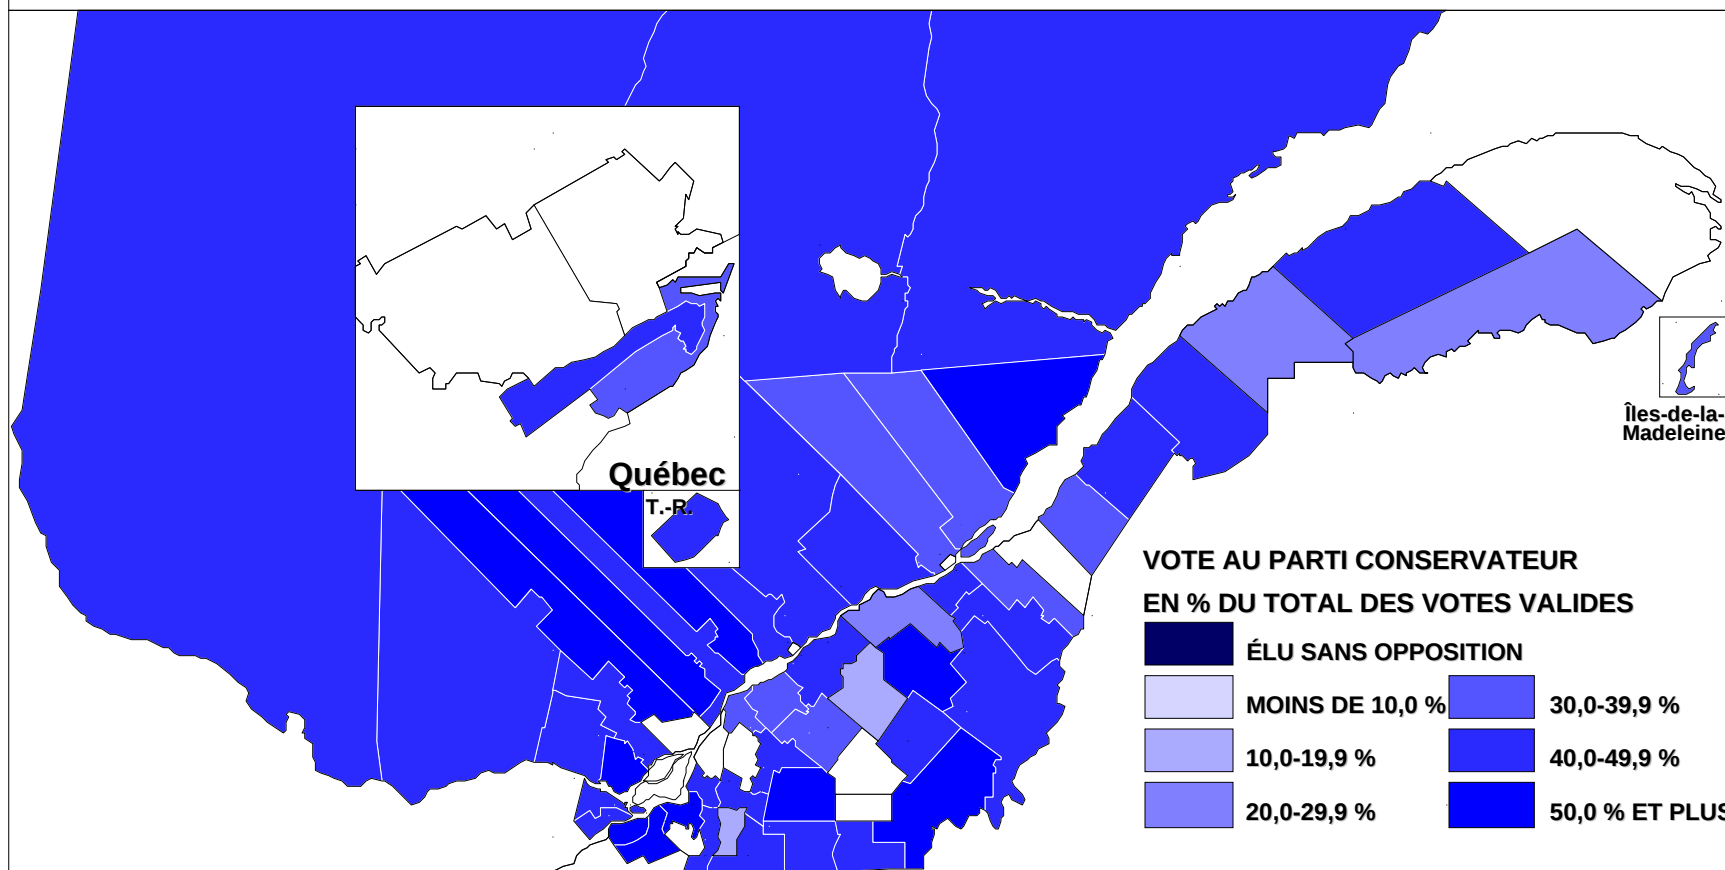 Québec
T.-R.
Îles-de-la-
Madeleine
VOTE AU PARTI CONSERVATEUR
EN % DU TOTAL DES VOTES VALIDES
ÉLU SANS OPPOSITION
MOINS DE 10,0 %
30,0-39,9 %
10,0-19,9 %
40,0-49,9 %
20,0-29,9 %
50,0 % ET PLUS